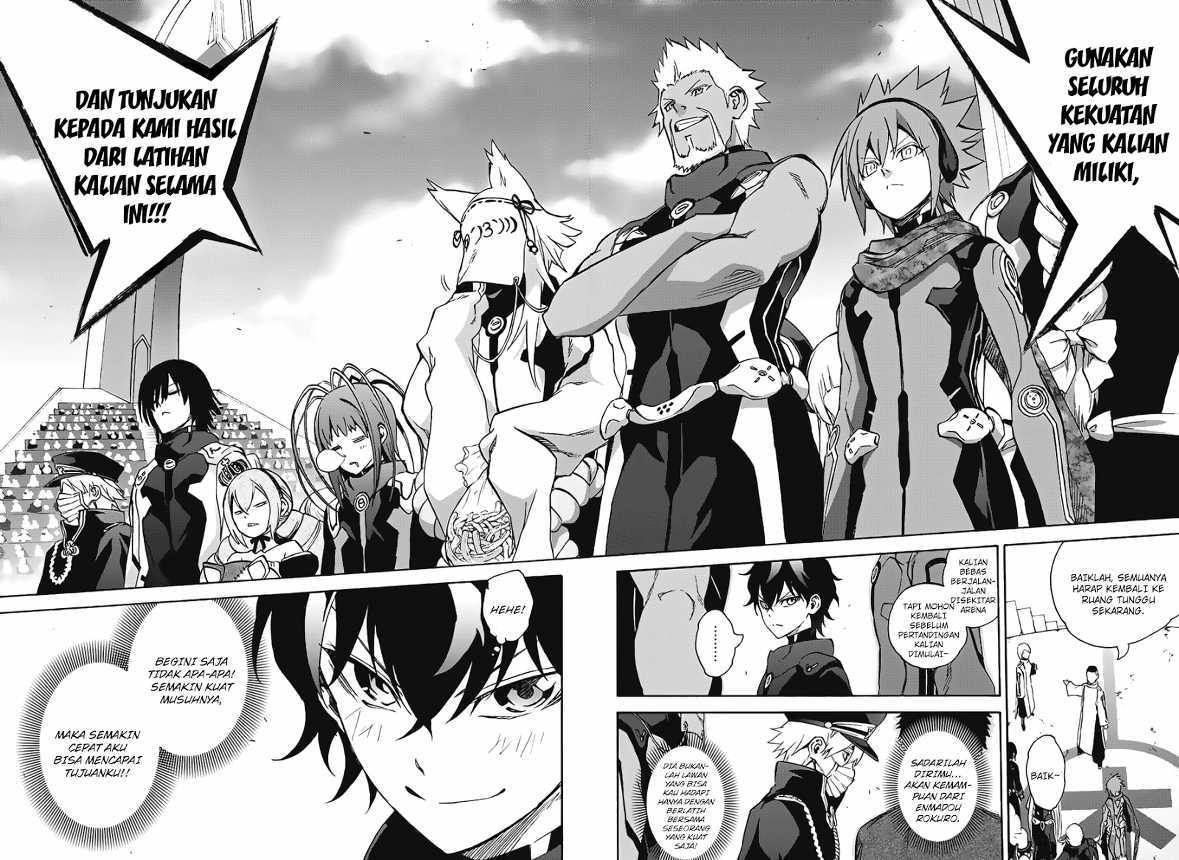 GUNAKAN
SELURUH
KEKUATAN
YANG KALIAN
MILIKI,
DAN TUNJUKAN
KEPADA KAMI HASIL
DARI LATIHAN
KALIAN SELAMA
INI!!!
BAIKLAH, SEMUANYA
HARAP KEMBALI KE
RUANG TUNGGU
SEKARANG.
BAIK~
KALIAN
BEBAS
BERJALAN-
JALAN
DISEKITAR
ARENA
TAPI MOHON
KEMBALI
SEBELUM
PERTANDINGAN
KALIAN
DIMULAI~
.......
SADARILAH
DIRIMU...
AKAN KEMAM-
PUAN DARI
ENMADOU
ROKURO.
DIA BUKAN-
LAH LAWAN
YANG BISA
KAU HADAPI
HANYA DENGAN
BERLATIH
BERSAMA
SESEORANG
YANG KUAT
SAJA!
HEHE!
BEGINI SAJA
TIDAK APA-APA!
SEMAKIN KUAT
MUSUHNYA,
MAKA SEMAKIN
CEPAT AKU
BISA MENCAPAI
TUJUANKU!!